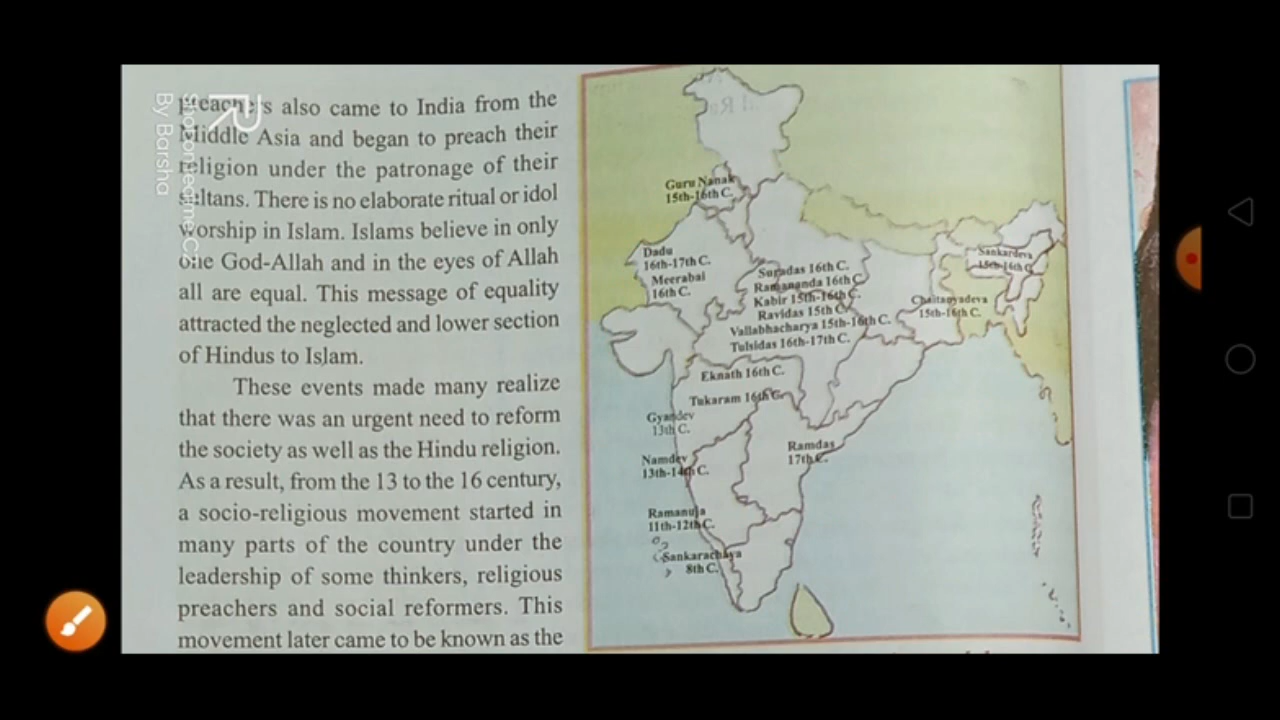 preachers also came to India from the
Middle Asia and began to preach their
religion under the patronage of their
sultans. There is no elaborate ritual or idol
worship in Islam. Islams believe in only
one God-Allah and in the eyes of Allah
all are equal. This message of equality
attracted the neglected and lower section
of Hindus to Islam.
These events made many realize
that there was an urgent need to reform
the society as well as the Hindu religion.
As a result, from the 13 to the 16 century,
a socio-religious movement started in
many parts of the country under the
leadership of some thinkers, religious
preachers and social reformers. This
movement later came to be known as the
Guru Nanak
15th-16th C.
Dadu
16th-17th C.
Meerabai
16th C.
Suradas 16th C.
Ramananda 16th C.
Kabir 15th-16th C.
Ravidas 15th C.
Vallabhacharya 15th-16th C.
Tulsidas 16th-17th C.
Sankardeva
15th-16th C.
Chaitanyadeva
15th-16th C.
Eknath 16th C.
Tukaram 16th C.
Gyandev
13th C.
Namdev
13th-14th C.
Ramdas
17th C.
Ramanuja
11th-12th C.
Sankarachaya
8th C.
By Barsha